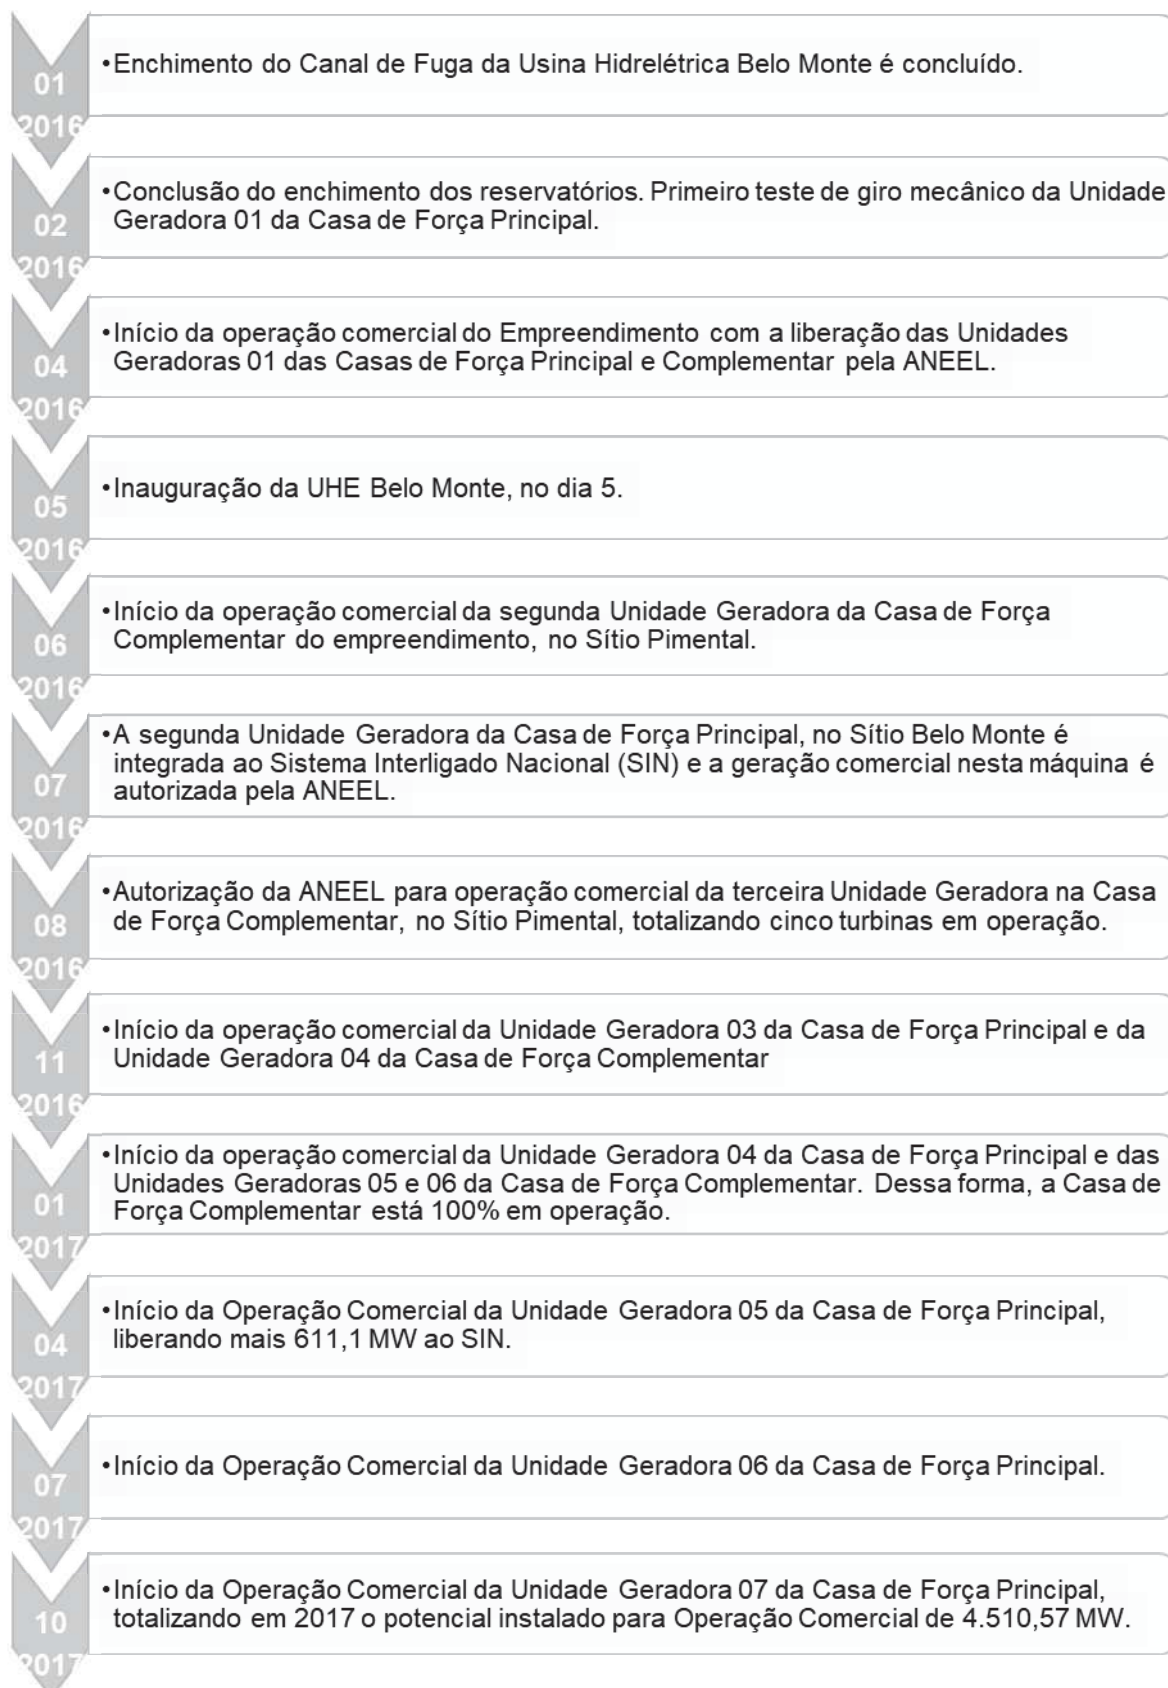 01
2016
•Enchimento do Canal de Fuga da Usina Hidrelétrica Belo Monte é concluído.
02
2016
•Conclusão do enchimento dos reservatórios. Primeiro teste de giro mecânico da Unidade
Geradora 01 da Casa de Força Principal.
04
2016
•Início da operação comercial do Empreendimento com a liberação das Unidades
Geradoras 01 das Casas de Força Principal e Complementar pela ANEEL.
05
2016
•Inauguração da UHE Belo Monte, no dia 5.
06
2016
•Início da operação comercial da segunda Unidade Geradora da Casa de Força
Complementar do empreendimento, no Sítio Pimental.
07
2016
•A segunda Unidade Geradora da Casa de Força Principal, no Sítio Belo Monte é
integrada ao Sistema Interligado Nacional (SIN) e a geração comercial nesta máquina é
autorizada pela ANEEL.
08
2016
•Autorização da ANEEL para operação comercial da terceira Unidade Geradora na Casa
de Força Complementar, no Sítio Pimental, totalizando cinco turbinas em operação.
11
2016
•Início da operação comercial da Unidade Geradora 03 da Casa de Força Principal e da
Unidade Geradora 04 da Casa de Força Complementar
01
2017
•Início da operação comercial da Unidade Geradora 04 da Casa de Força Principal e das
Unidades Geradoras 05 e 06 da Casa de Força Complementar. Dessa forma, a Casa de
Força Complementar está 100% em operação.
04
2017
•Início da Operação Comercial da Unidade Geradora 05 da Casa de Força Principal,
liberando mais 611,1 MW ao SIN.
07
2017
•Início da Operação Comercial da Unidade Geradora 06 da Casa de Força Principal.
10
2017
•Início da Operação Comercial da Unidade Geradora 07 da Casa de Força Principal,
totalizando em 2017 o potencial instalado para Operação Comercial de 4.510,57 MW.